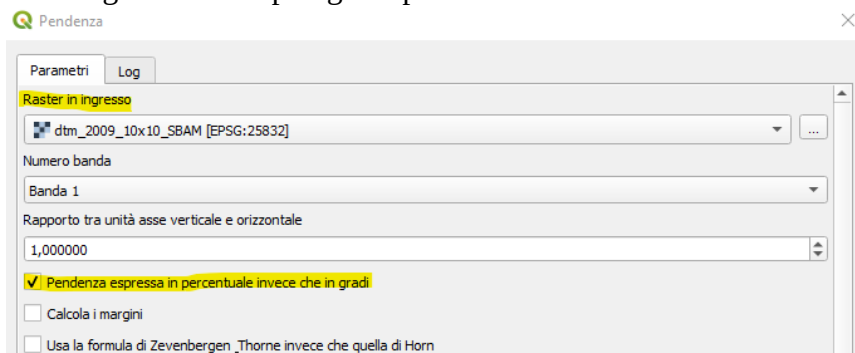 Pendenza
Parametri Log
Raster in ingresso
dtm_2009_10x10_SBAM [EPSG:25832]
...
Numero banda
Banda 1
Rapporto tra unità asse verticale e orizzontale
1,000000
Pendenza espressa in percentuale invece che in gradi
Calcola i margini
Usa la formula di Zevenbergen_Thorne invece che quella di Horn